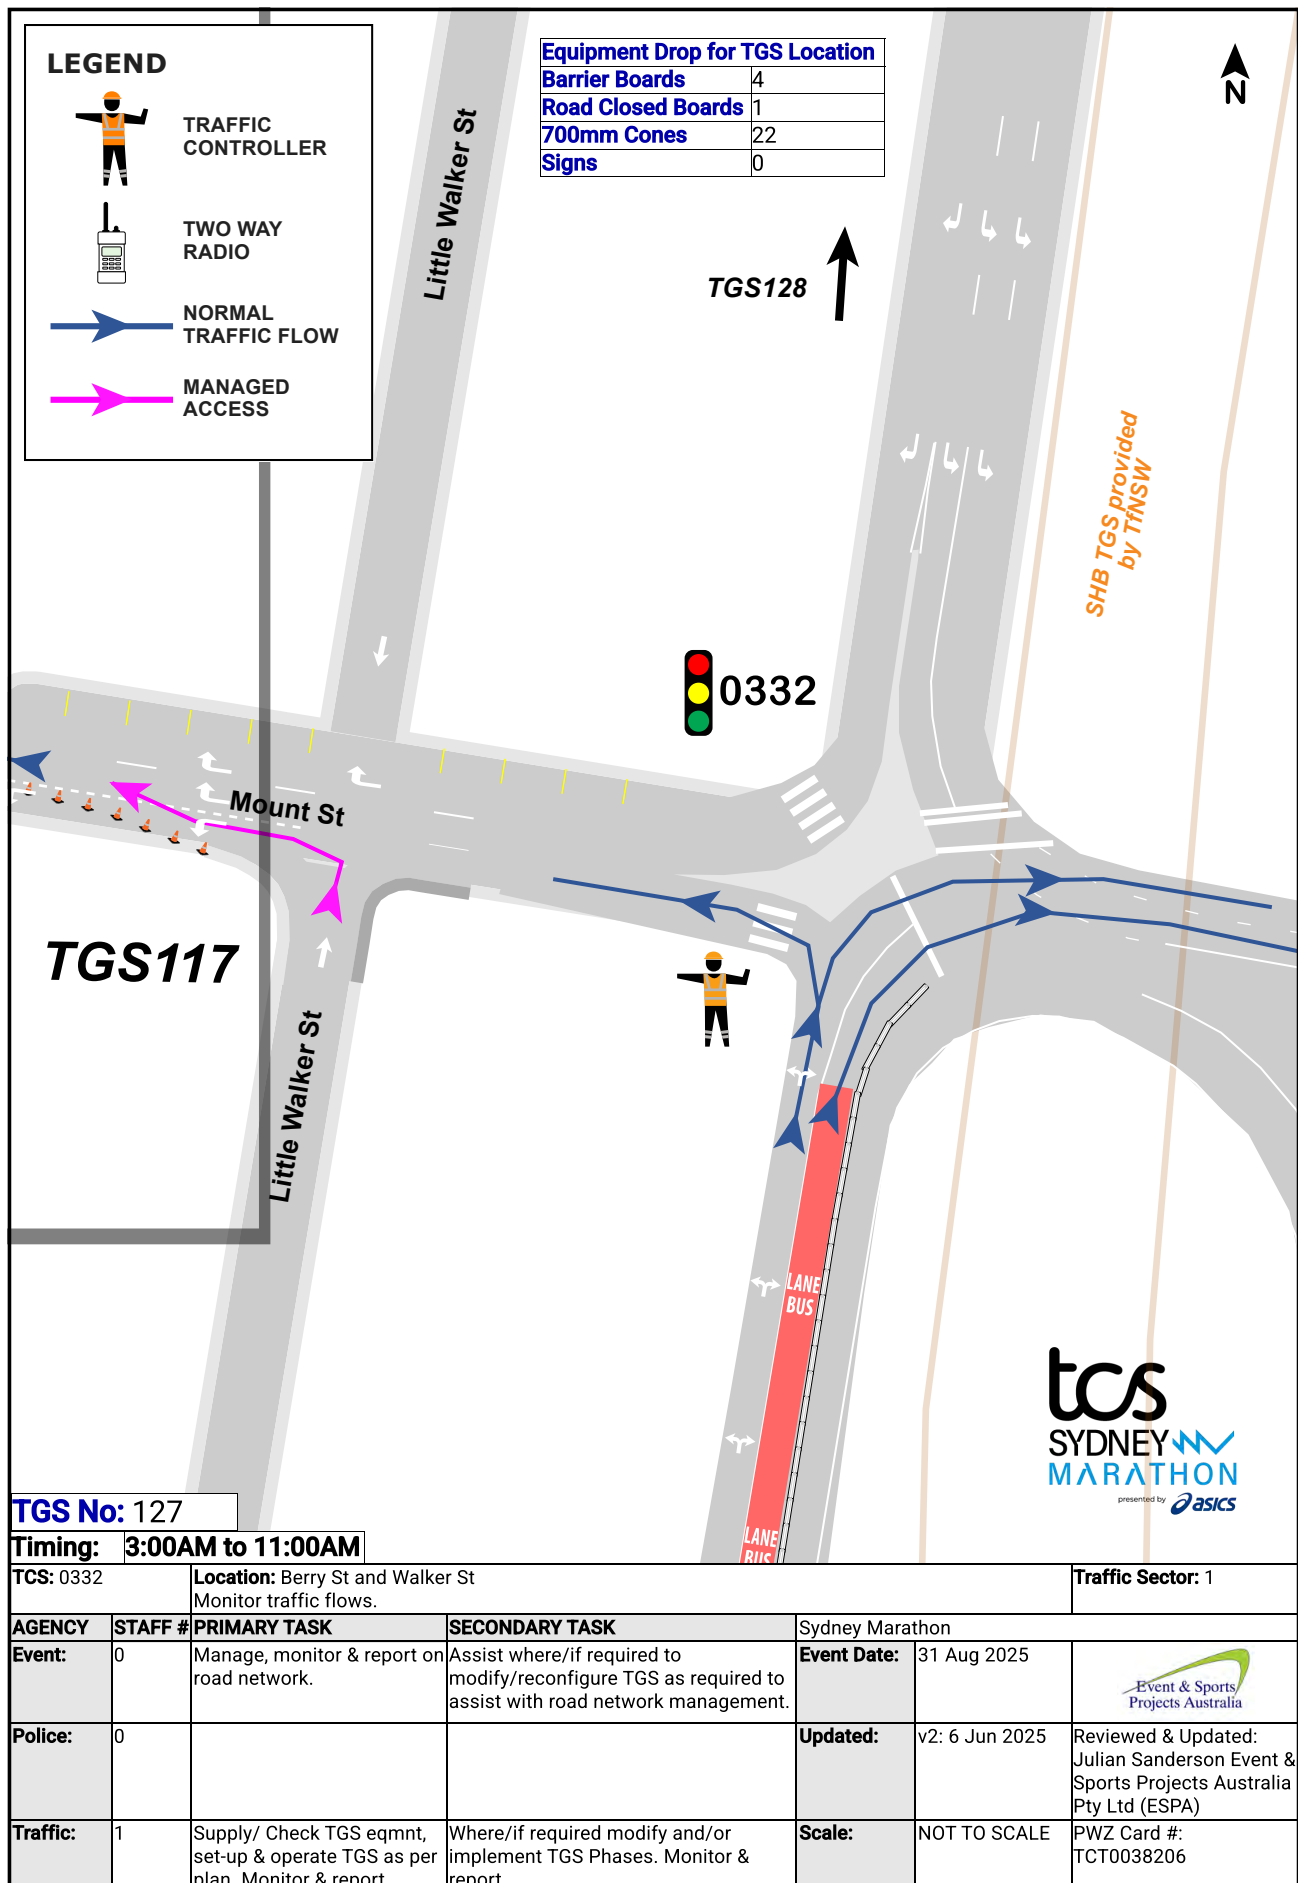 LEGEND
TRAFFIC
CONTROLLER
TWO WAY
RADIO
NORMAL
TRAFFIC FLOW
MANAGED
ACCESS
Equipment Drop for TGS Location
Barrier Boards 4
Road Closed Boards 1
700mm Cones 22
Signs 0
N
Little Walker St
TGS128
SHB TGS provided
by TfNSW
0332
Mount St
TGS117
Little Walker St
LANE
BUS
LANE
BUS
tcs
SYDNEY
MARATHON
presented by asics
TGS No: 127
Timing: 3:00AM to 11:00AM
TCS: 0332 Location: Berry St and Walker St Traffic Sector: 1
Monitor traffic flows.
AGENCY STAFF # PRIMARY TASK SECONDARY TASK Sydney Marathon
Event: 0 Manage, monitor & report on Assist where/if required to Event Date: 31 Aug 2025
road network. modify/reconfigure TGS as required to
assist with road network management.
Event & Sports
Projects Australia
Police: 0 Updated: v2: 6 Jun 2025 Reviewed & Updated:
Julian Sanderson Event &
Sports Projects Australia
Pty Ltd (ESPA)
Traffic: 1 Supply/ Check TGS eqmnt, Where/if required modify and/or Scale: NOT TO SCALE PWZ Card #:
set-up & operate TGS as per implement TGS Phases. Monitor & TCT0038206
plan. Monitor & report report